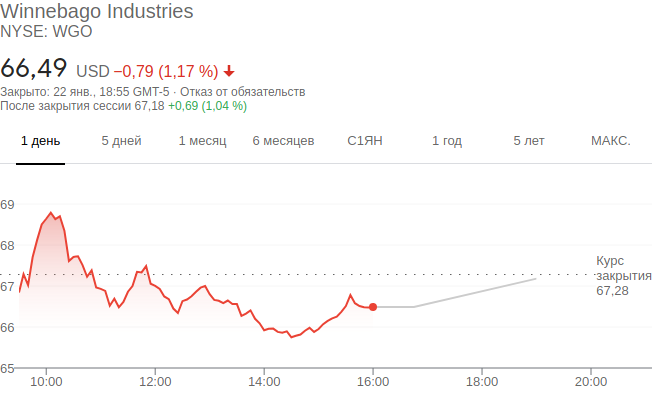 Winnebago Industries
NYSE: WGO
66,49 USD −0,79 (1,17 %)
Закрыто: 22 янв., 18:55 GMT-5 · Отказ от обязательств
После закрытия сессии 67,18 +0,69 (1,04 %)
1 день 5 дней 1 месяц 6 месяцев С1ЯН 1 год 5 лет МАКС.
69
68
Курс
закрытия
67,28
67
66
65
10:00 12:00 14:00 16:00 18:00 20:00